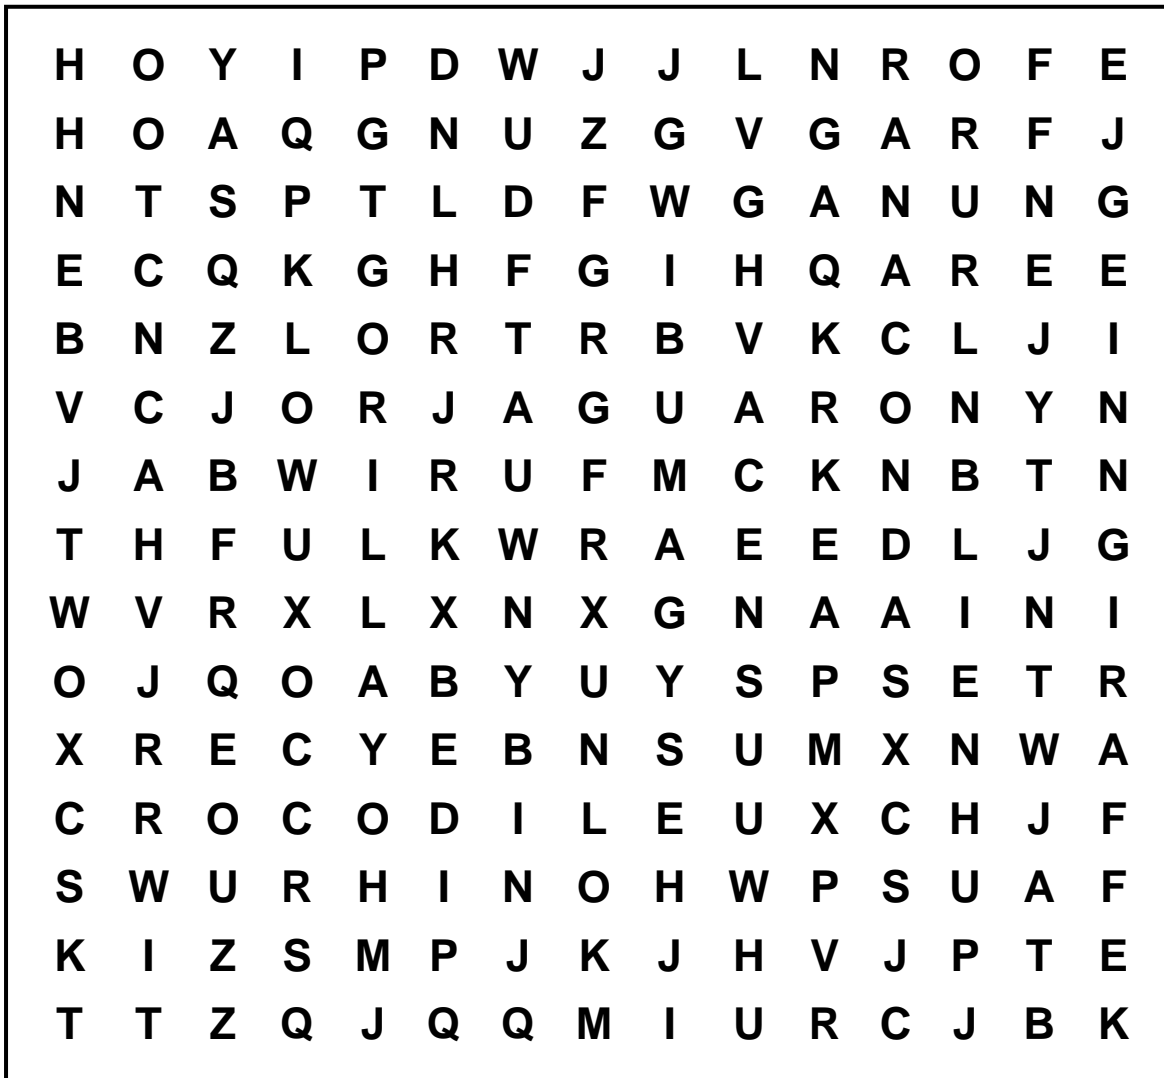 H O Y I P D W J J L N R O F E
H O A Q G N U Z G V G A R F J
N T S P T L D F W G A N U N G
E C Q K G H F G I H Q A R E E
B N Z L O R T R B V K C L J I
V C J O R J A G U A R O N Y N
J A B W I R U F M C K N B T N
T H F U L K W R A E E D L J G
W V R X L X N X G N A A I N I
O J Q O A B Y U Y S P S E T R
X R E C Y E B N S U M X N W A
C R O C O D I L E U X C H J F
S W U R H I N O H W P S U A F
K I Z S M P J K J H V J P T E
T T Z Q J Q Q M I U R C J B K